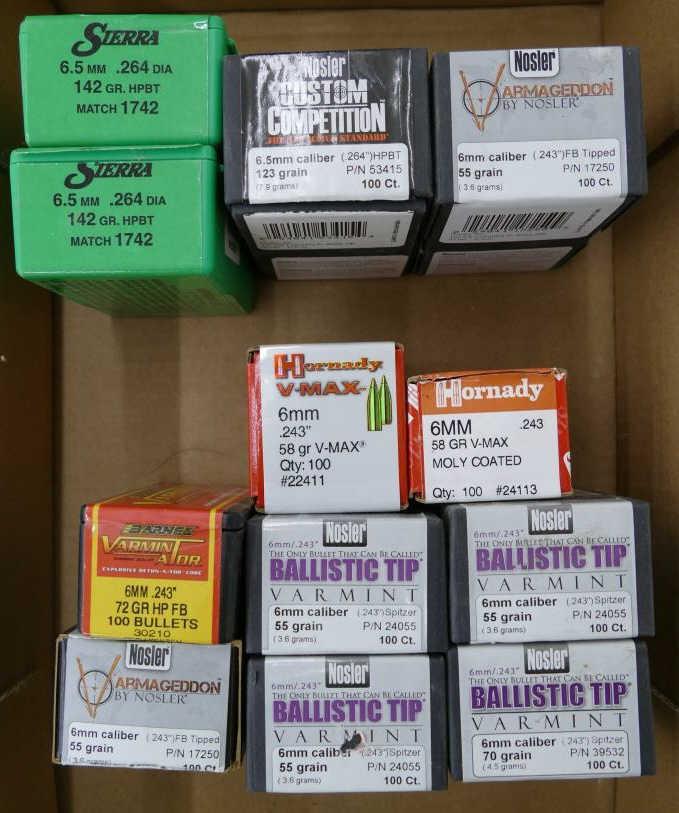 SIERRA
6.5 MM .264 DIA
142 GR. HPBT
MATCH 1742
SIERRA
6.5 MM .264 DIA
142 GR. HPBT
MATCH 1742
Nosler
CUSTOM
COMPETITION
6.5mm caliber (.264")HPBT
123 grain P/N 53415
(7.9 grams) 100 Ct.
Nosler
ARMAGEDDON
BY NOSLER
6mm caliber (.243")FB Tipped
55 grain P/N 17250
(3.6 grams) 100 Ct.
Hornady
V-MAX
6mm
.243"
58 gr V-MAX®
Qty: 100
#22411
Hornady
6MM .243
58 GR V-MAX
MOLY COATED
Qty: 100 #24113
BARNES
VARMINATOR
6MM .243"
72 GR HP FB
100 BULLETS
30210
Nosler
6mm/.243"
THE ONLY BULLET THAT CAN BE CALLED
BALLISTIC TIP
VARMINT
6mm caliber (.243")Spitzer
55 grain P/N 24055
(3.6 grams) 100 Ct.
Nosler
6mm/.243"
THE ONLY BULLET THAT CAN BE CALLED
BALLISTIC TIP
VARMINT
6mm caliber (.243")Spitzer
55 grain P/N 24055
(3.6 grams) 100 Ct.
Nosler
ARMAGEDDON
BY NOSLER
6mm caliber (.243")FB Tipped
55 grain P/N 17250
(3.6 grams) 100 Ct
Nosler
6mm/.243"
THE ONLY BULLET THAT CAN BE CALLED
BALLISTIC TIP
VARMINT
6mm caliber (.243")Spitzer
55 grain P/N 24055
(3.6 grams) 100 Ct.
Nosler
6mm/.243"
THE ONLY BULLET THAT CAN BE CALLED
BALLISTIC TIP
VARMINT
6mm caliber (.243")Spitzer
70 grain P/N 39532
(4.5 grams) 100 Ct.